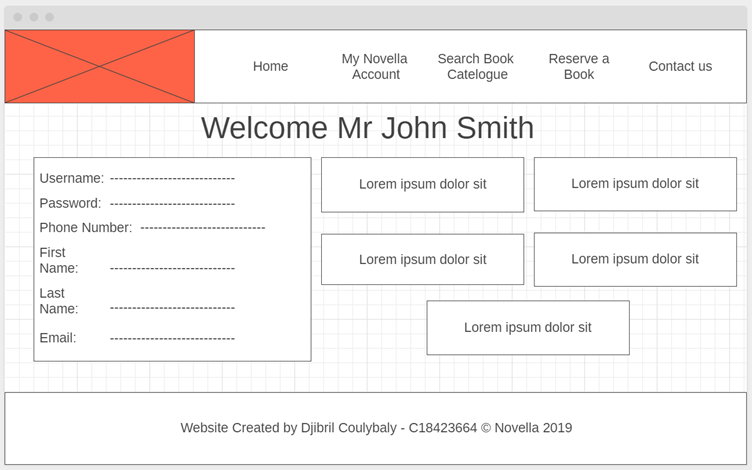 Home
My Novella
Account
Search Book
Catelogue
Reserve a
Book
Contact us
Welcome Mr John Smith
Username: ----------------------------
Password: ----------------------------
Phone Number: ----------------------------
First
Name: ----------------------------
Last
Name: ----------------------------
Email: ----------------------------
Lorem ipsum dolor sit
Lorem ipsum dolor sit
Lorem ipsum dolor sit
Lorem ipsum dolor sit
Lorem ipsum dolor sit
Website Created by Djibril Coulybaly - C18423664 © Novella 2019